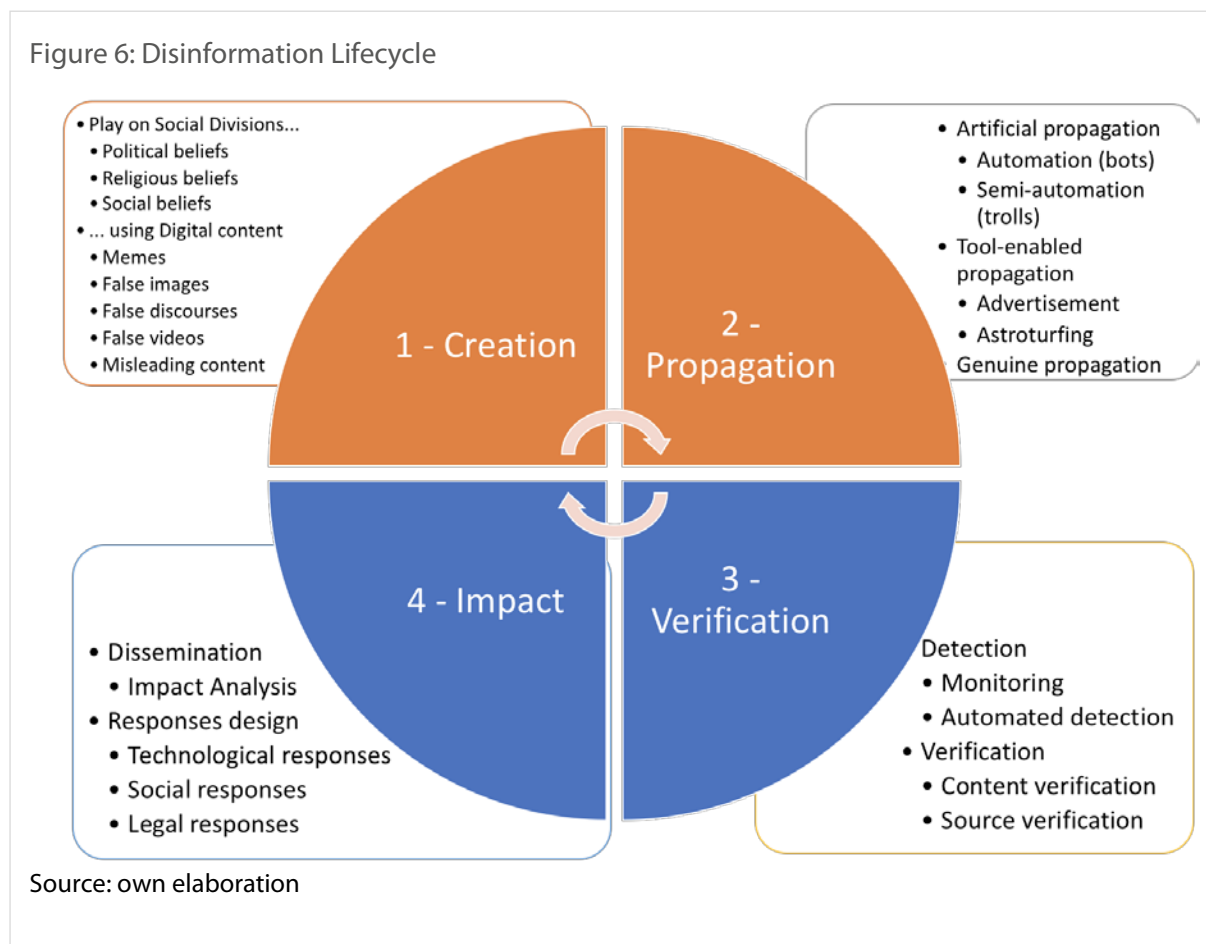 Figure 6: Disinformation Lifecycle
• Play on Social Divisions...
• Political beliefs
• Religious beliefs
• Social beliefs
• ... using Digital content
• Memes
• False images
• False discourses
• False videos
• Misleading content
1 - Creation
• Artificial propagation
• Automation (bots)
• Semi-automation
(trolls)
• Tool-enabled
propagation
• Advertisement
• Astroturfing
Genuine propagation
2 -
Propagation
3 -
Verification
Detection
• Monitoring
• Automated detection
• Verification
• Content verification
• Source verification
4 - Impact
• Dissemination
• Impact Analysis
• Responses design
• Technological responses
• Social responses
• Legal responses
Source: own elaboration